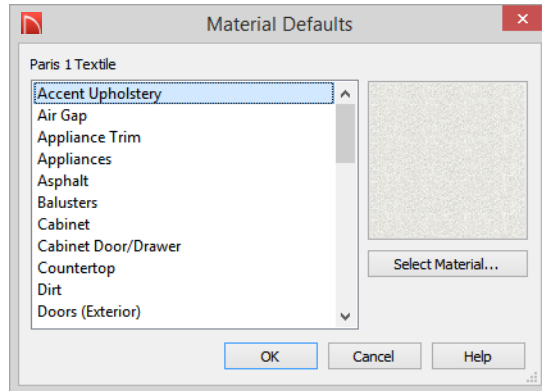 Material Defaults
Paris 1 Textile
Accent Upholstery
Air Gap
Appliance Trim
Appliances
Asphalt
Balusters
Cabinet
Cabinet Door/Drawer
Countertop
Dirt
Doors (Exterior)
Select Material...
OK
Cancel
Help